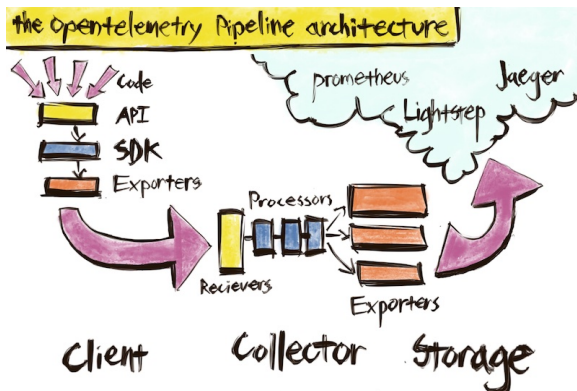 the Opentelemetry Pipeline architecture
Code
API
SDK
Exporters
prometheus
Jaeger
Lightstep
Processors
Recievers
Exporters
Client
Collector
Storage